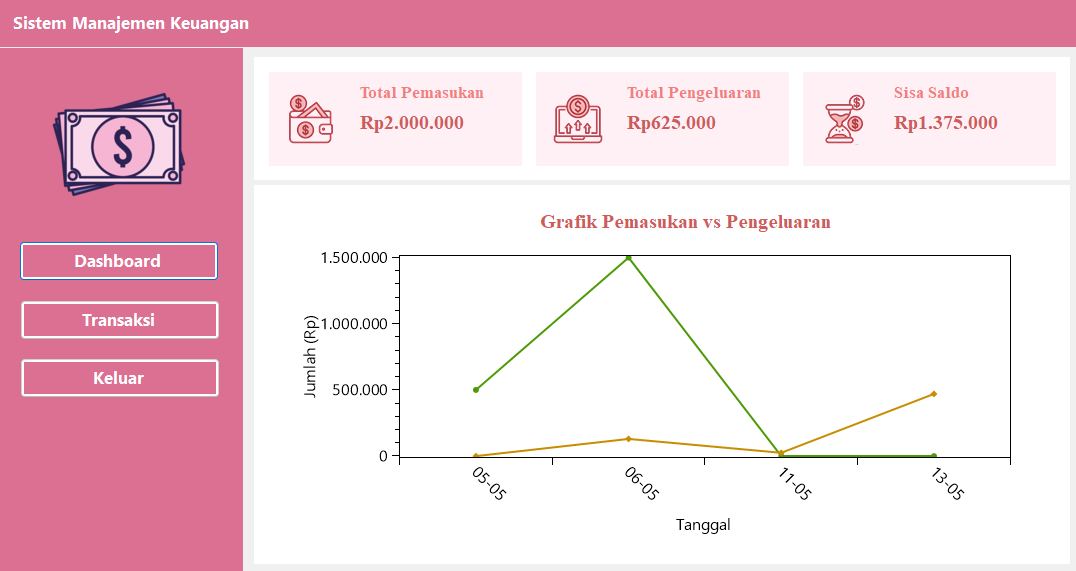 Sistem Manajemen Keuangan
$
Dashboard
Transaksi
Keluar
$
$
Total Pemasukan
Rp2.000.000
$
Total Pengeluaran
Rp625.000
$
$
Sisa Saldo
Rp1.375.000
Grafik Pemasukan vs Pengeluaran
Jumlah (Rp)
1.500.000
1.000.000
500.000
0
05-05
06-05
11-05
13-05
Tanggal